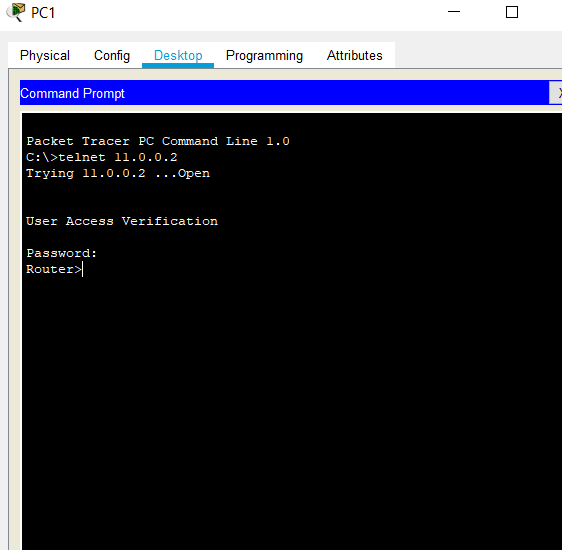 PC1
Physical Config Desktop Programming Attributes
Command Prompt
X
Packet Tracer PC Command Line 1.0
C:\>telnet 11.0.0.2
Trying 11.0.0.2 ...Open
User Access Verification
Password:
Router>